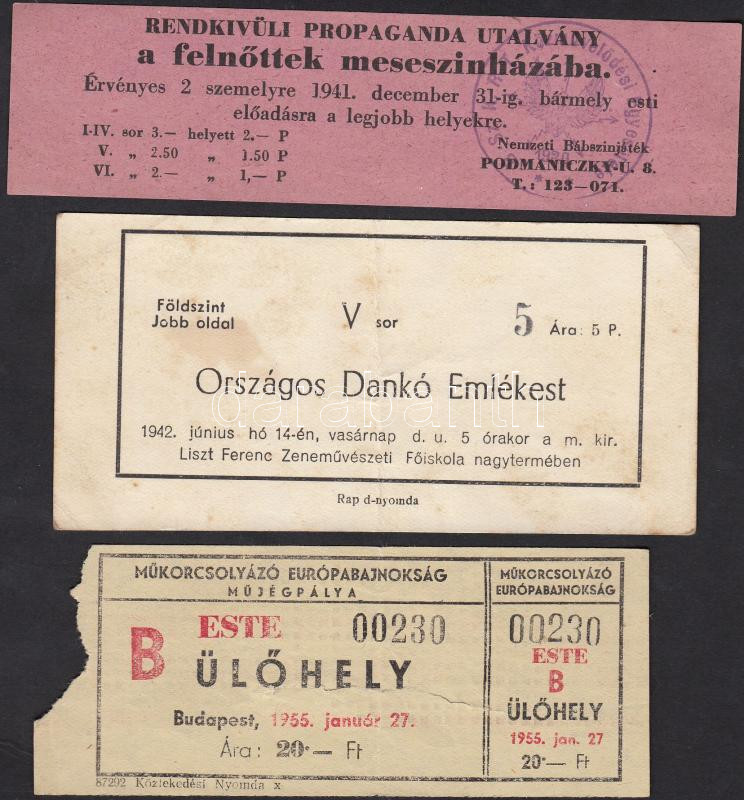 RENDKIVÜLI PROPAGANDA UTALVÁNY
a felnőttek meseszinházába.
Érvényes 2 szemelyre 1941. december 31-ig, bármely esti
előadásra a legjobb helyekre.
I-IV. sor 3.— helyett 2.— P
V. „ 2.50 „ 1.50 P
VI. „ 2.— „ 1,— P
Nemzeti Bábszinjáték
PODMANICZKY-U. 8.
T.: 123—071.
Földszint
Jobb oldal
V sor
5
Ára: 5 P.
Országos Dankó Emlékest
1942. június hó 14-én, vasárnap d. u. 5 órakor a m. kir.
Liszt Ferenc Zeneművészeti Főiskola nagytermében
Rap d-nyomda
darabanth
MŰKORCSOLYÁZÓ EURÓPABAJNOKSÁG
MŰJÉGPÁLYA
B ESTE 00230
ÜLŐHELY
Budapest, 1955. január 27.
Ára: 20·— Ft
87292 Közlekedési Nyomda x
MŰKORCSOLYÁZÓ
EURÓPABAJNOKSÁG
00230
ESTE
B
ÜLŐHELY
1955. jan. 27
20·— Ft